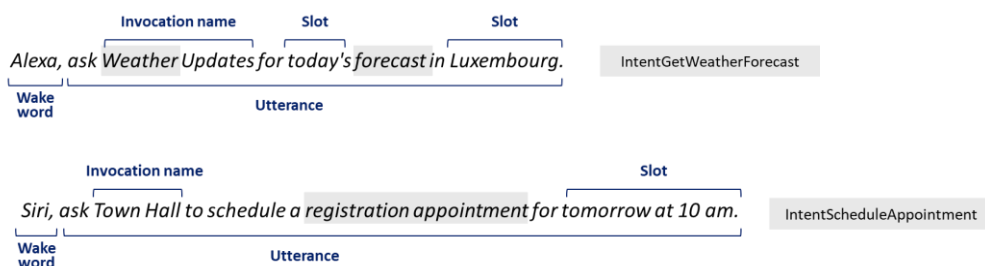 Invocation name Slot Slot
Alexa, ask Weather Updates for today's forecast in Luxembourg. IntentGetWeatherForecast
Wake word Utterance
Invocation name Slot
Siri, ask Town Hall to schedule a registration appointment for tomorrow at 10 am. IntentScheduleAppointment
Wake word Utterance